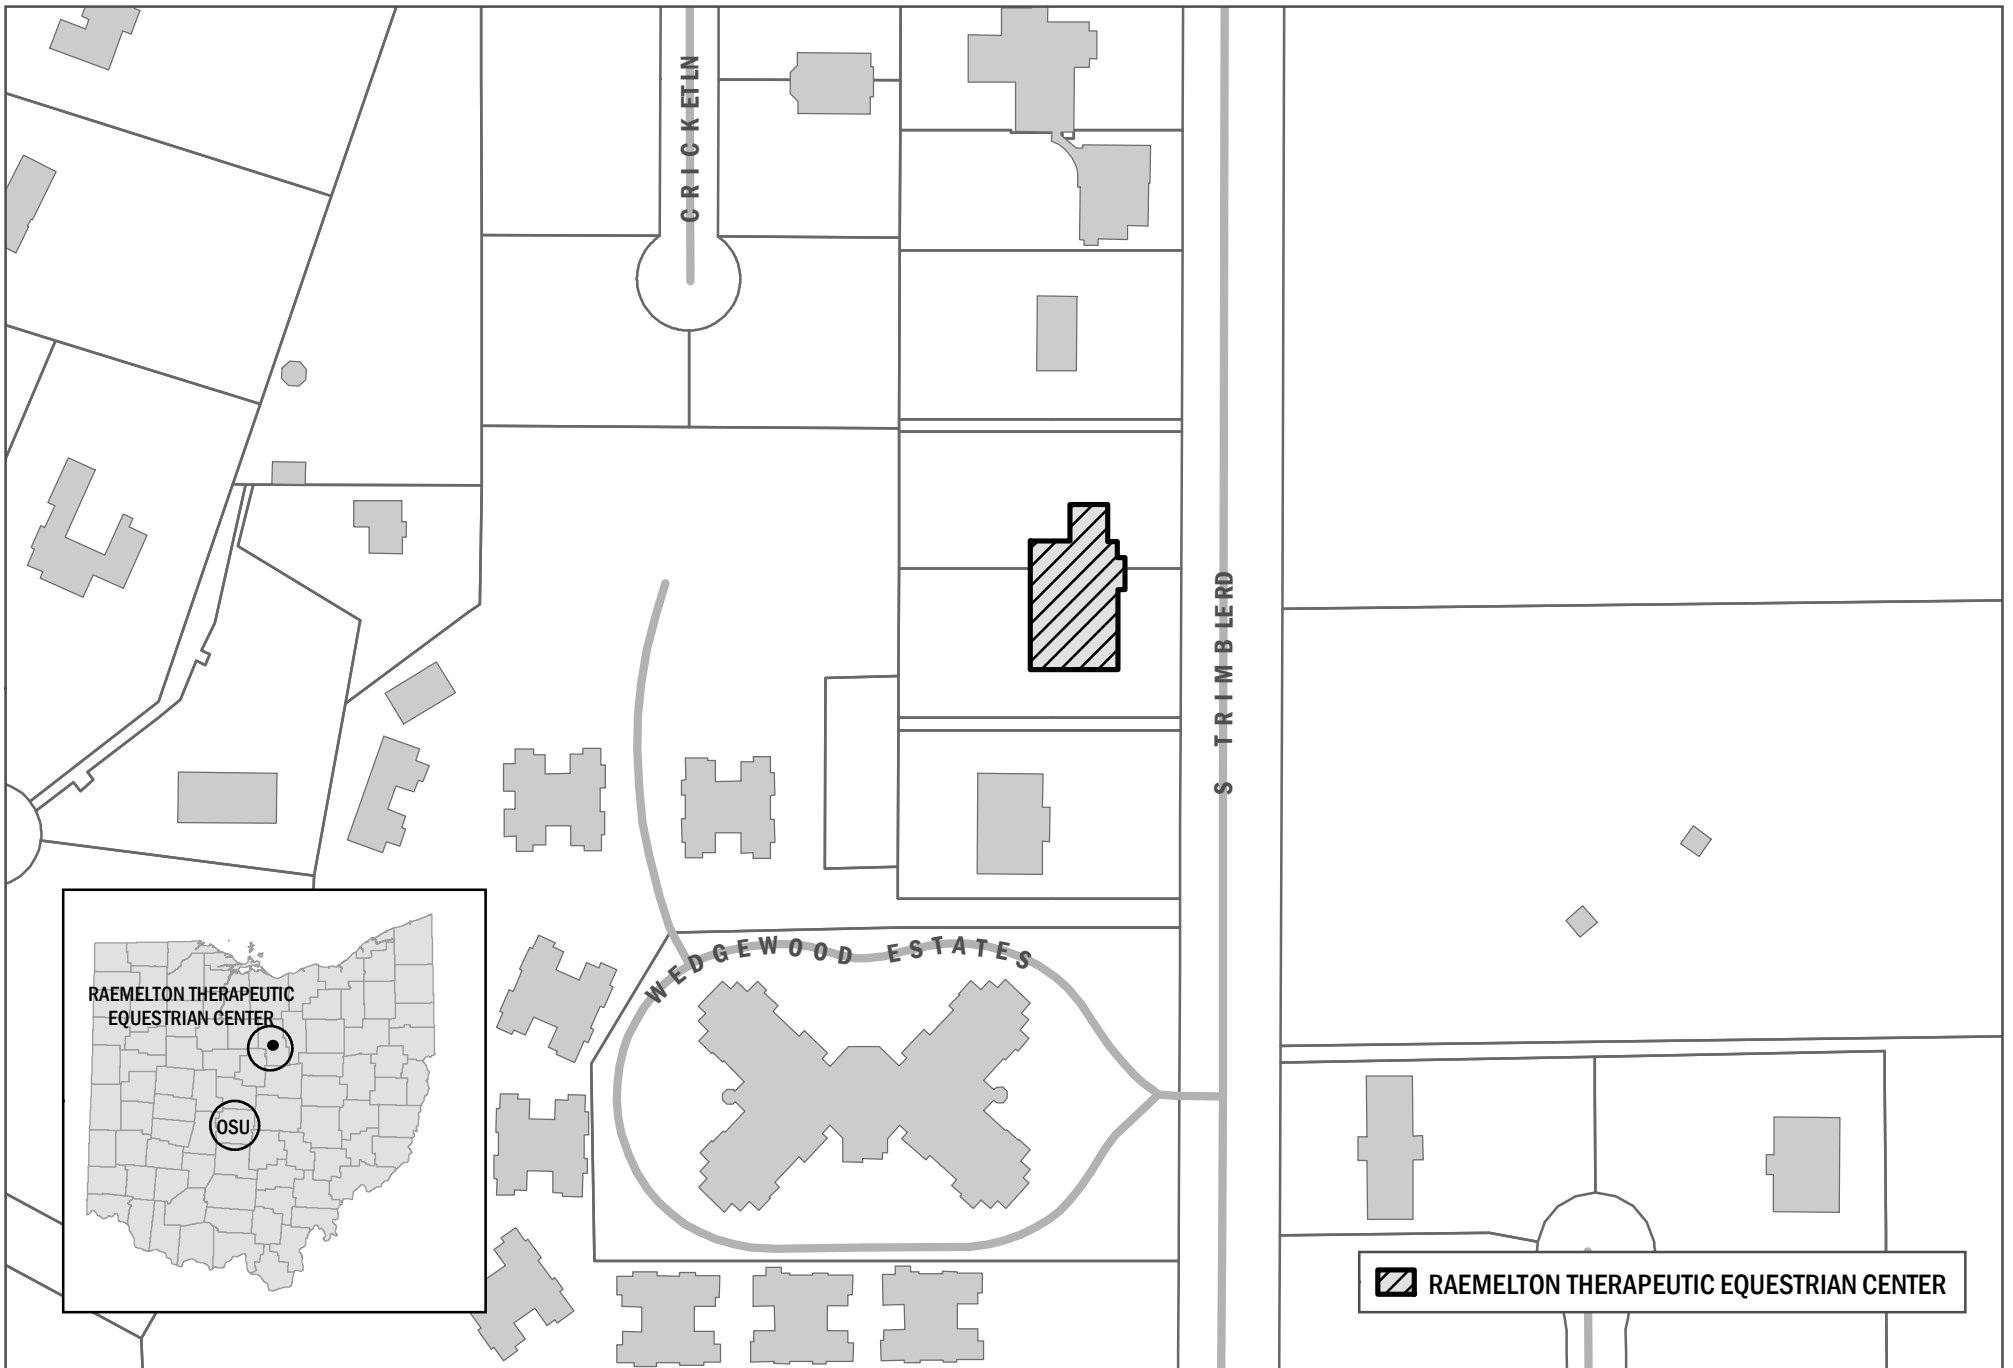 CRICKET LN
S TRIMBLE RD
WEDGEWOOD ESTATES
RAEMELTON THERAPEUTIC
EQUESTRIAN CENTER
OSU
RAEMELTON THERAPEUTIC EQUESTRIAN CENTER